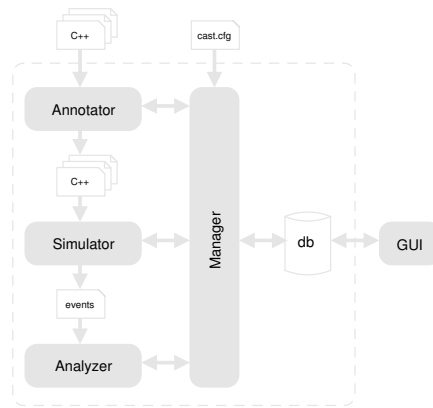 C++
cast.cfg
Annotator
C++
Simulator
Manager
db
GUI
events
Analyzer